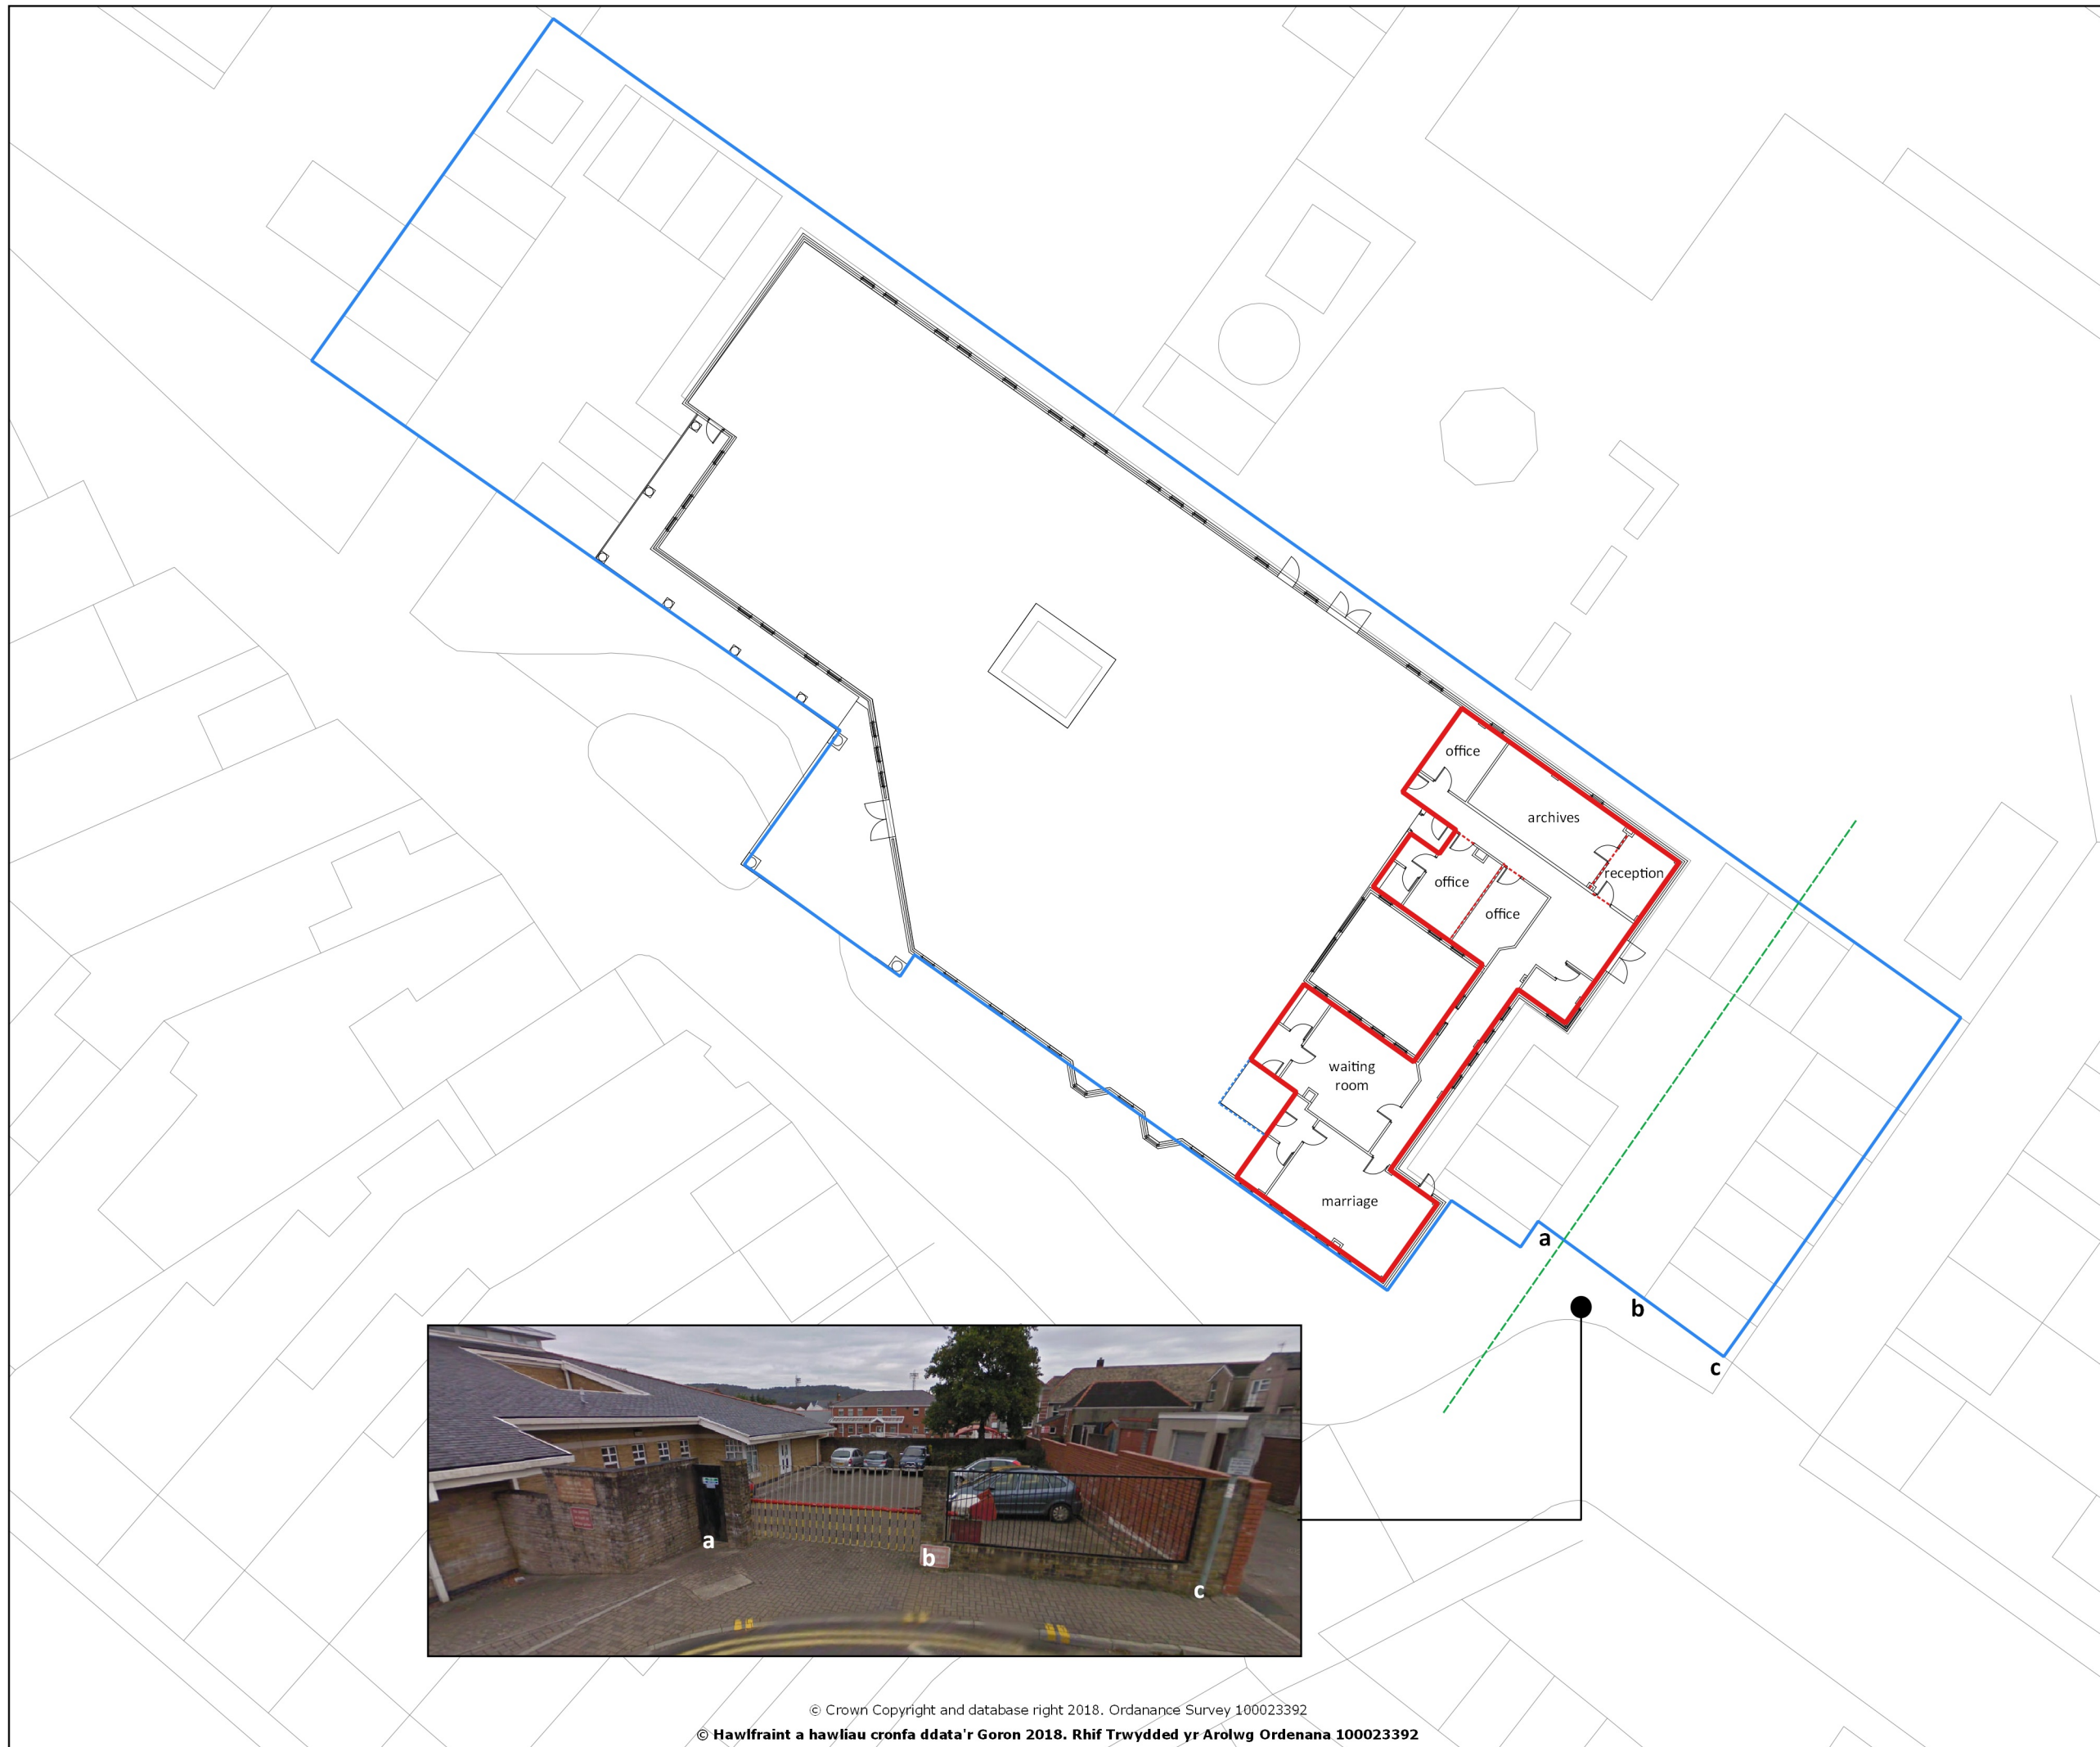 office
archives
reception
office
office
waiting
room
marriage
a
b
c
a
b
c
© Crown Copyright and database right 2018. Ordanance Survey 100023392
© Hawlfraint a hawliau cronfa ddata'r Goron 2018. Rhif Trwydded yr Arolwg Ordenana 100023392